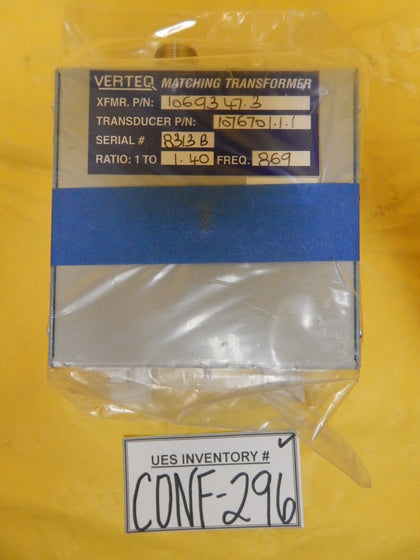 VERTEQ MATCHING TRANSFORMER
XFMR. P/N: 1069347.3
TRANSDUCER P/N: 1076701.1.1
SERIAL # 8313B
RATIO: 1 TO 1.40 FREQ. 869
UES INVENTORY #
CONF-296